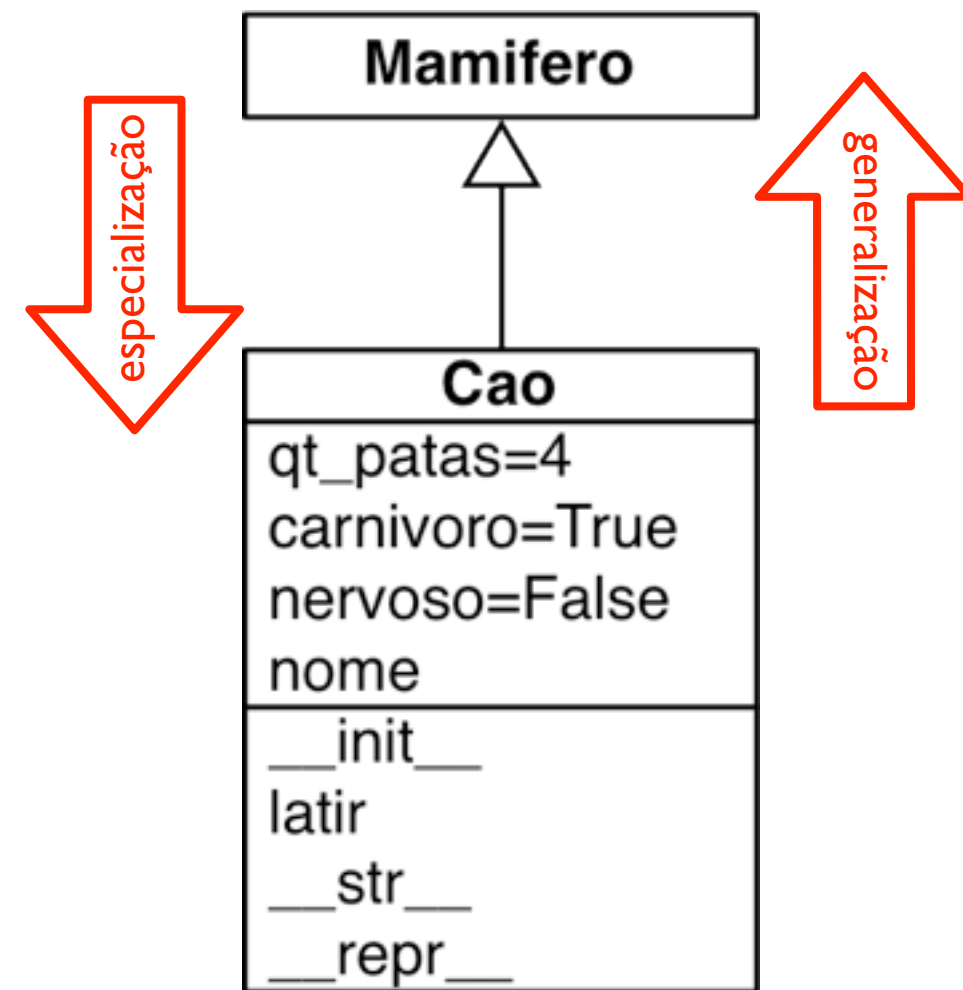 Mamifero
especialização
generalização
Cao
qt_patas=4
carnivoro=True
nervoso=False
nome
__init__
latir
__str__
__repr__